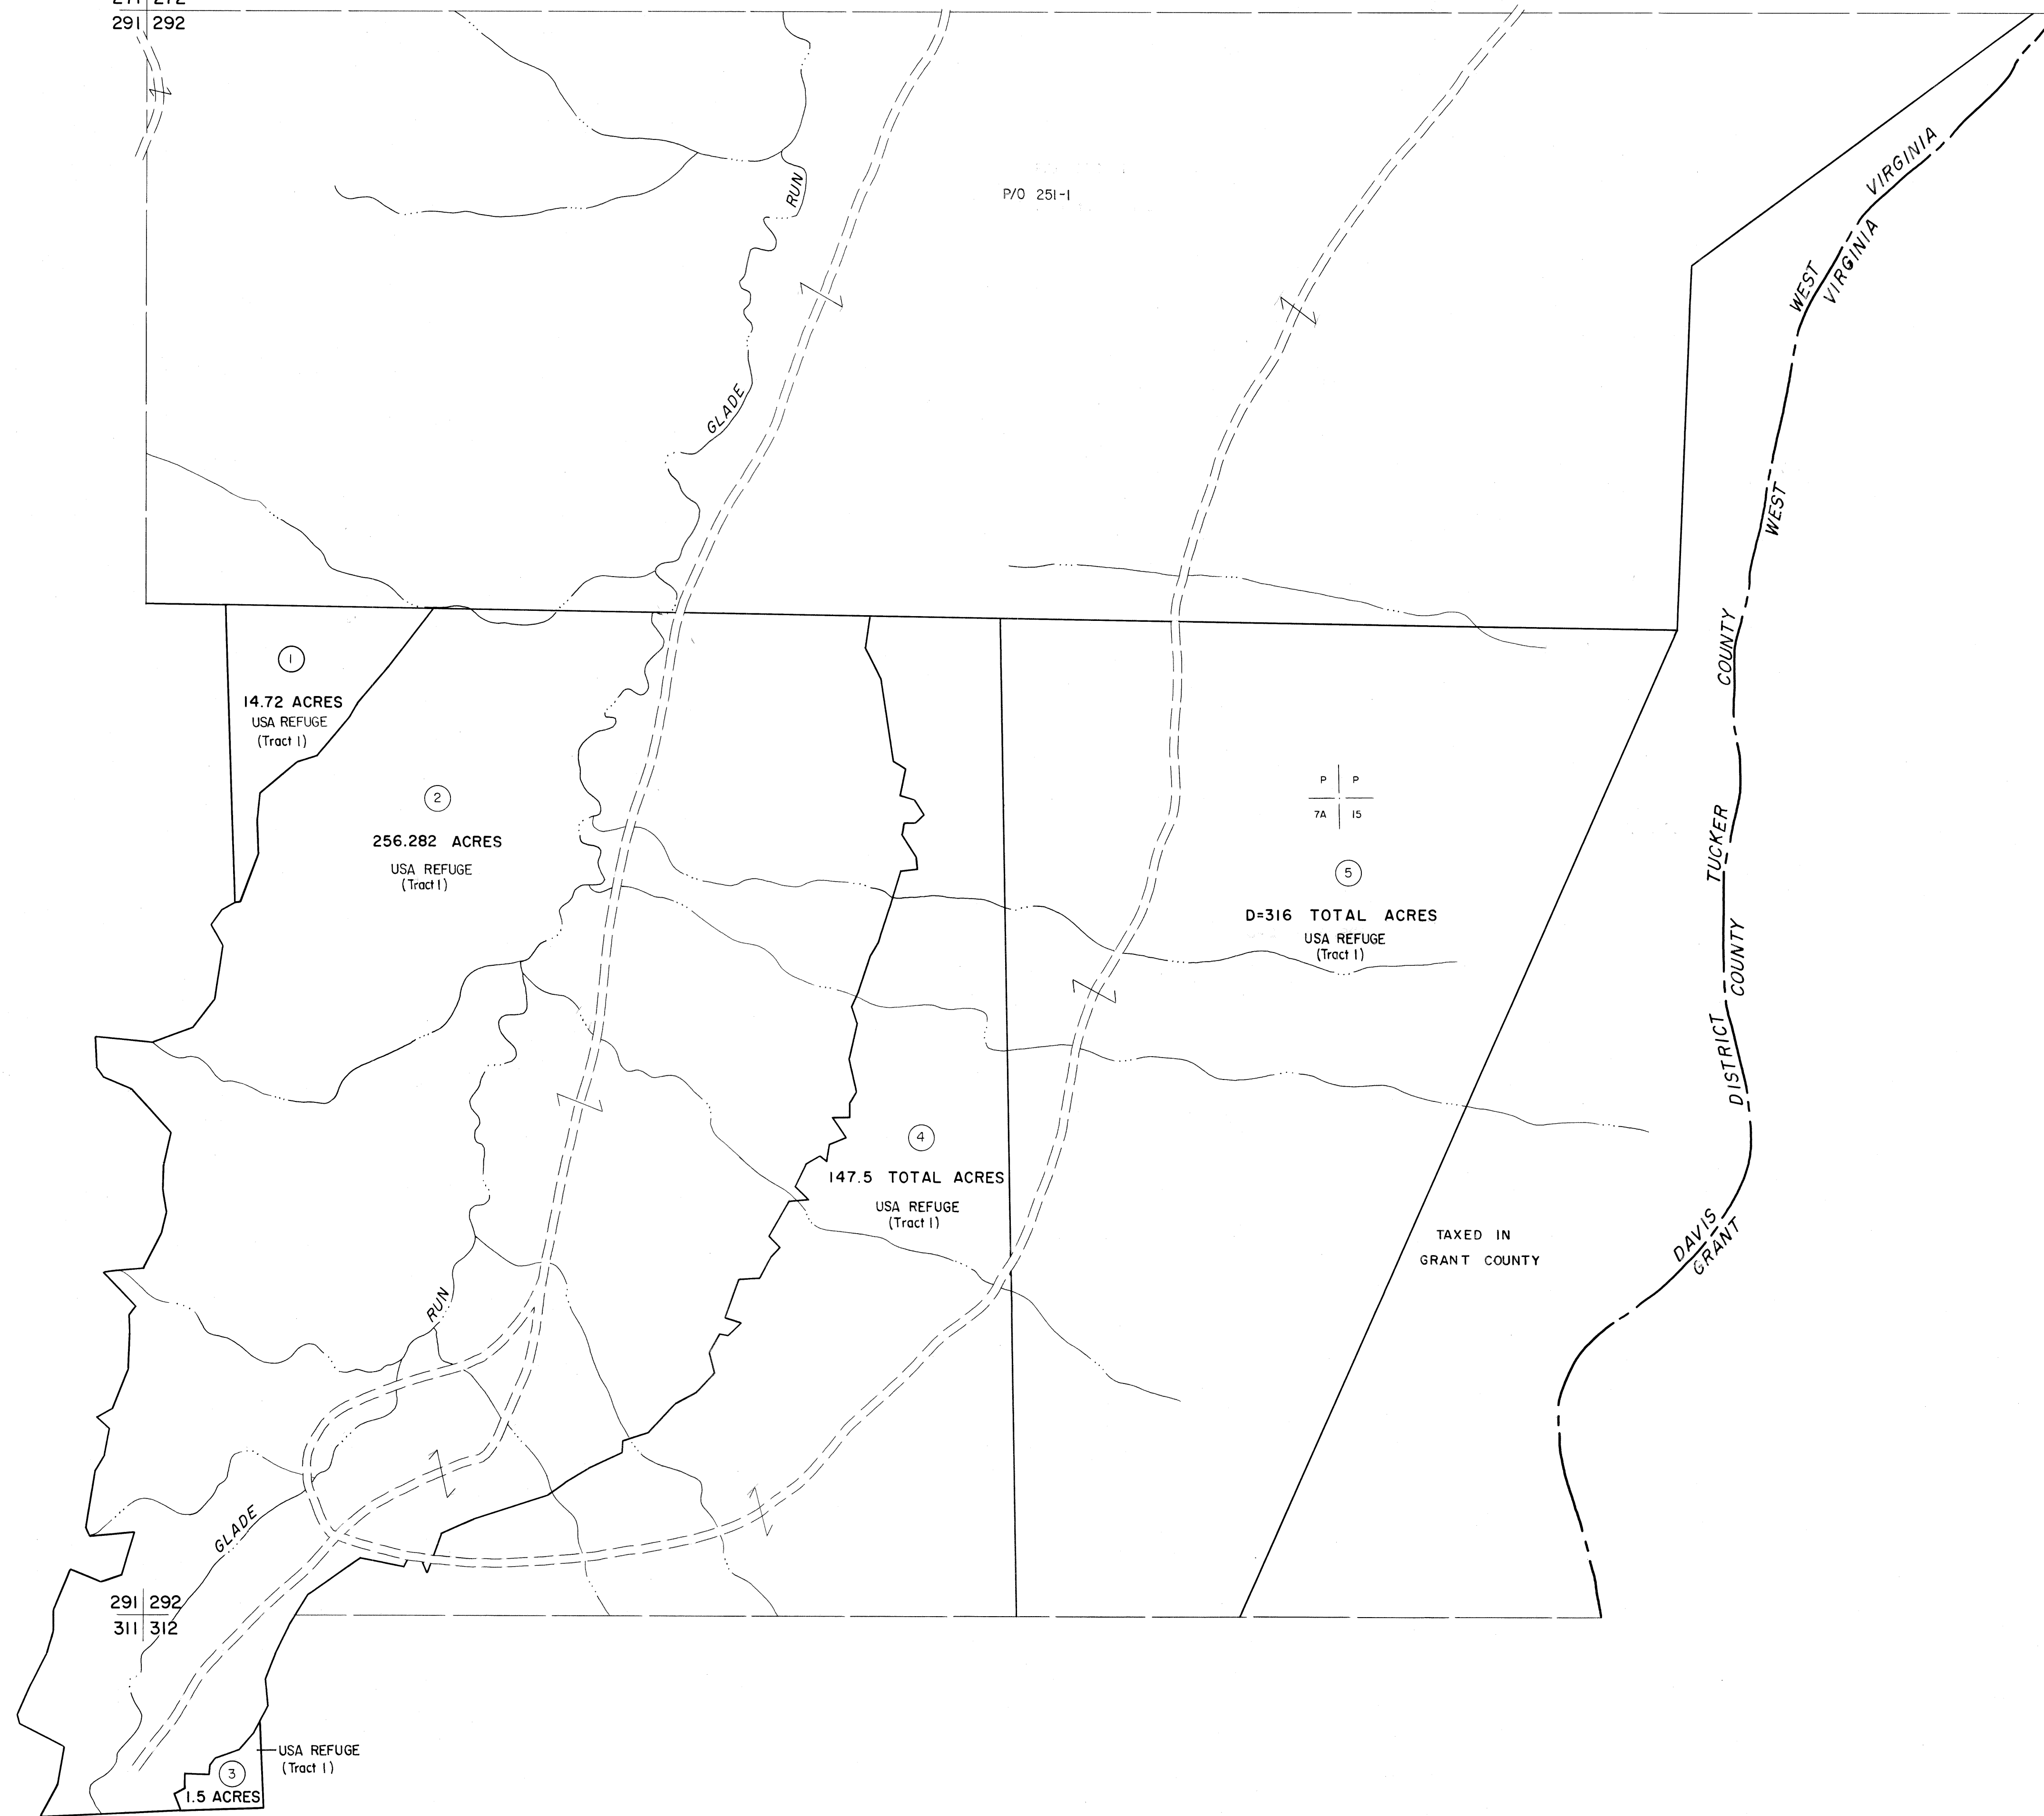 291 292
RUN
P/O 251-1
WEST VIRGINIA
WEST VIRGINIA
GLADE
1
14.72 ACRES
USA REFUGE
(Tract 1)
2
256.282 ACRES
USA REFUGE
(Tract 1)
P P
7A 15
5
D=316 TOTAL ACRES
USA REFUGE
(Tract 1)
4
147.5 TOTAL ACRES
USA REFUGE
(Tract 1)
DAVIS DISTRICT TUCKER COUNTY
GRANT COUNTY
TAXED IN
GRANT COUNTY
RUN
GLADE
291 292
311 312
USA REFUGE
(Tract 1)
3
1.5 ACRES